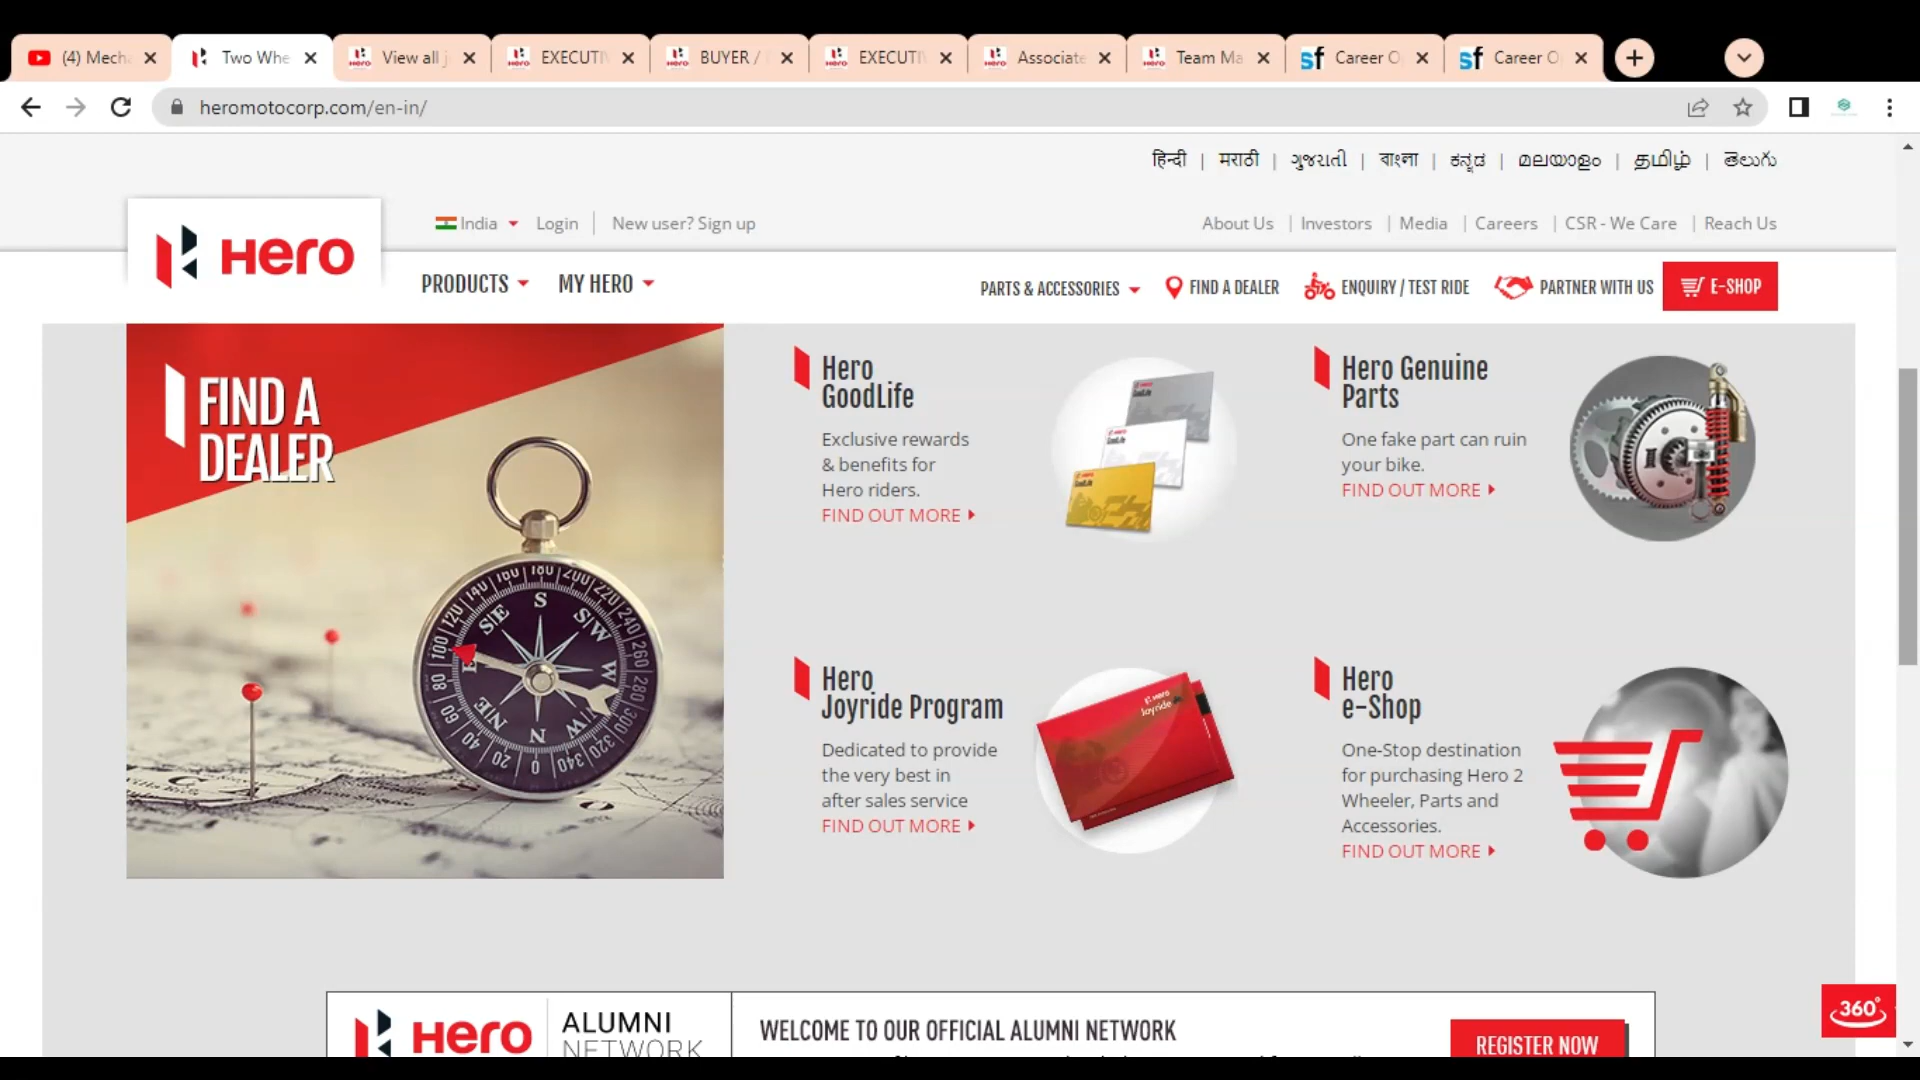 (4) Mech
Two Whe
View all j
EXECUTI
BUYER /
EXECUTI
Associate
Team Ma
Career O
Career O
heromotocorp.com/en-in/
हिन्दी | मराठी | ગુજરાતી | বাংলা | ಕನ್ನಡ | മലയാളം | தமிழ் | తెలుగు
India Login | New user? Sign up
About Us | Investors | Media | Careers | CSR - We Care | Reach Us
Hero
PRODUCTS MY HERO
PARTS & ACCESSORIES FIND A DEALER ENQUIRY / TEST RIDE PARTNER WITH US E-SHOP
FIND A
DEALER
Hero
GoodLife
Exclusive rewards
& benefits for
Hero riders.
FIND OUT MORE
Hero Genuine
Parts
One fake part can ruin
your bike.
FIND OUT MORE
Hero
Joyride Program
Dedicated to provide
the very best in
after sales service
FIND OUT MORE
Hero
e-Shop
One-Stop destination
for purchasing Hero 2
Wheeler, Parts and
Accessories.
FIND OUT MORE
Hero
ALUMNI
NETWORK
WELCOME TO OUR OFFICIAL ALUMNI NETWORK
REGISTER NOW
360°